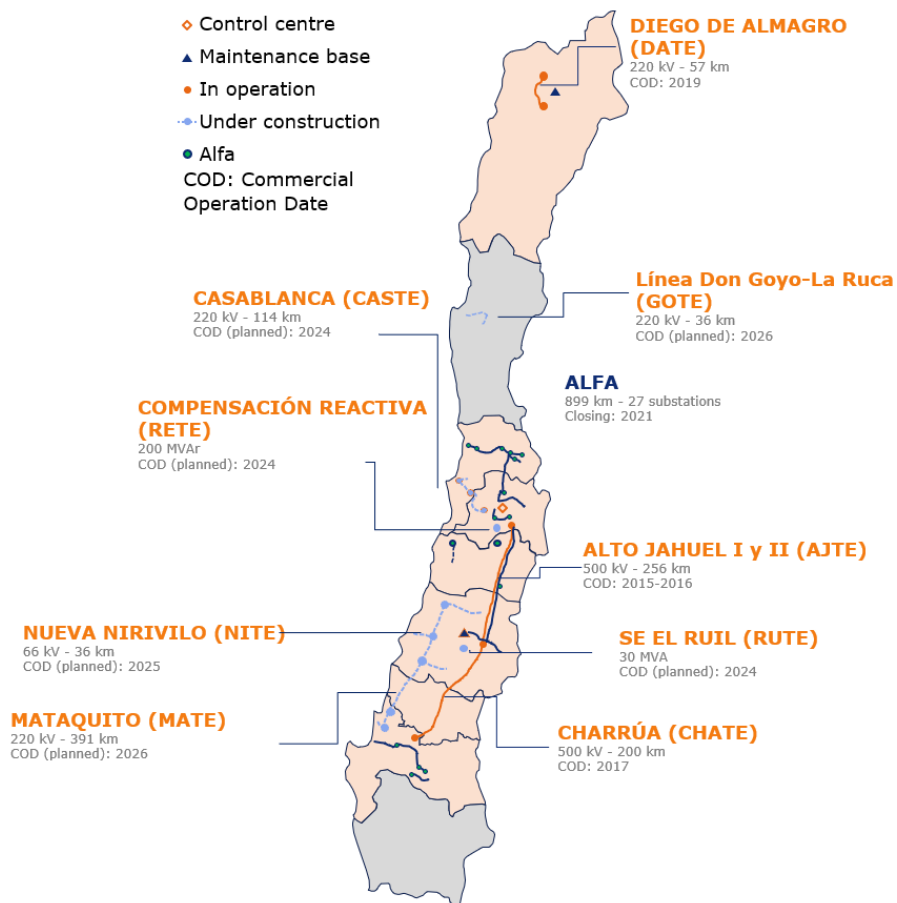 Control centre
Maintenance base
In operation
Under construction
Alfa
COD: Commercial
Operation Date
DIEGO DE ALMAGRO
(DATE)
220 kV - 57 km
COD: 2019
CASABLANCA (CASTE)
220 kV - 114 km
COD (planned): 2024
Línea Don Goyo-La Ruca
(GOTE)
220 kV - 36 km
COD (planned): 2026
ALFA
899 km - 27 substations
Closing: 2021
COMPENSACIÓN REACTIVA
(RETE)
200 MVAr
COD (planned): 2024
ALTO JAHUEL I y II (AJTE)
500 kV - 256 km
COD: 2015-2016
NUEVA NIRIVILO (NITE)
66 kV - 36 km
COD (planned): 2025
SE EL RUIL (RUTE)
30 MVA
COD (planned): 2024
MATAQUITO (MATE)
220 kV - 391 km
COD (planned): 2026
CHARRÚA (CHATE)
500 kV - 200 km
COD: 2017